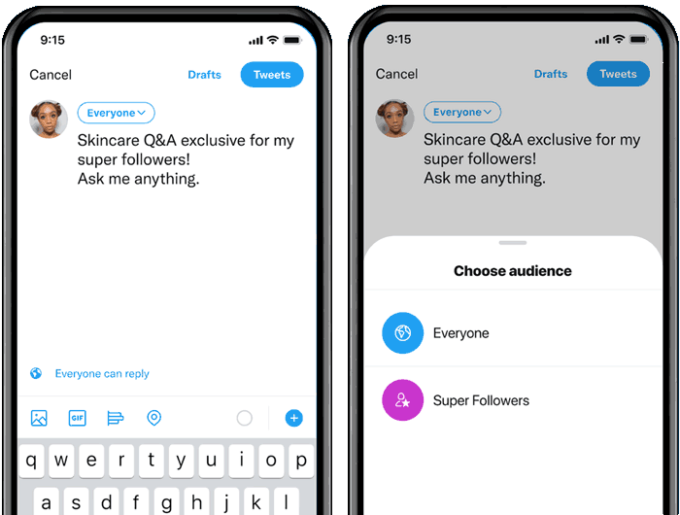 9:15
Cancel
Drafts
Tweets
Everyone
Skincare Q&A exclusive for my
super followers!
Ask me anything.
Everyone can reply
GIF
q w e r t y u i o p
a s d f g h j k l
9:15
Cancel
Drafts
Tweets
Everyone
Skincare Q&A exclusive for my
super followers!
Ask me anything.
Choose audience
Everyone
Super Followers